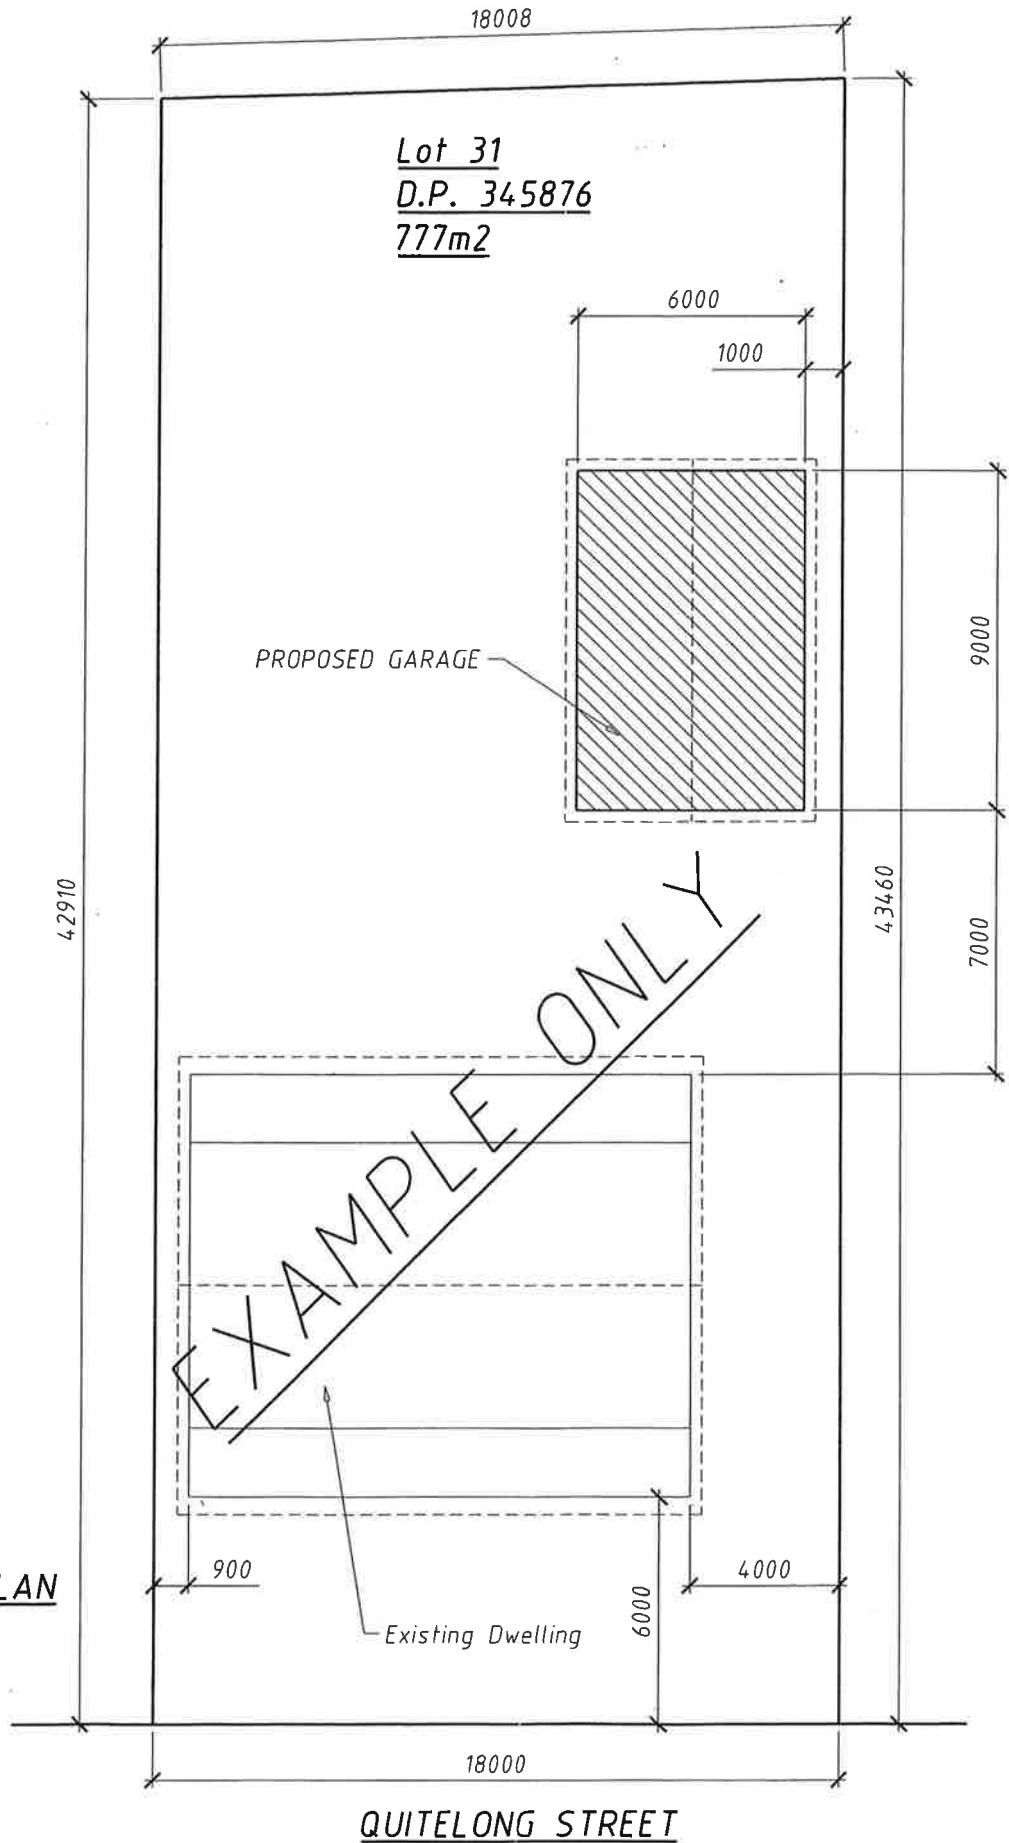 18008
Lot 31
D.P. 345876
777m2
6000
1000
PROPOSED GARAGE
9000
42910
43460
7000
EXAMPLE ONLY
900
4000
6000
LAN
Existing Dwelling
18000
QUITELONG STREET